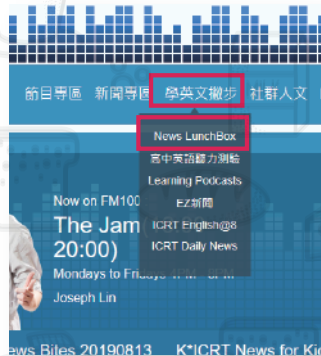 節目專區 新聞專區 學英文撇步 社群人文
News LunchBox
高中英語聽力測驗
Learning Podcasts
EZ新聞
ICRT English@8
ICRT Daily News
Now on FM100
The Jam
20:00)
Mondays to Fridays
Joseph Lin
ews Bites 20190813 K*ICRT News for Kid